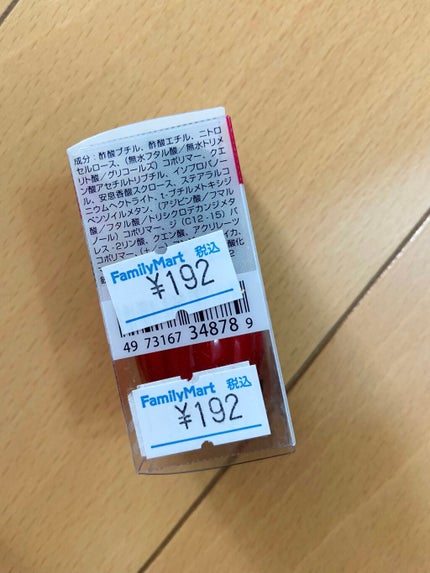 成分：酢酸ブチル、酢酸エチル、ニトロ
セルロース、（無水フタル酸／無水トリメ
リト酸／グリコールズ）コポリマー、クエ
ン酸アセチルトリブチル、イソプロパノー
ル、安息香酸スクロース、ステアラルコ
ニウムヘクトライト、t-ブチルメトキシジ
ベンゾイルメタン、（アジピン酸／フマル
酸／フタル酸／トリシクロデカンジメタ
ノール）コポリマー、ジ（C12-15）パ
レス-2リン酸、クエン酸、アクリレーツ
コポリマー、（+／-）
FamilyMart 税込
¥192
4973167348789
FamilyMart 税込
¥192